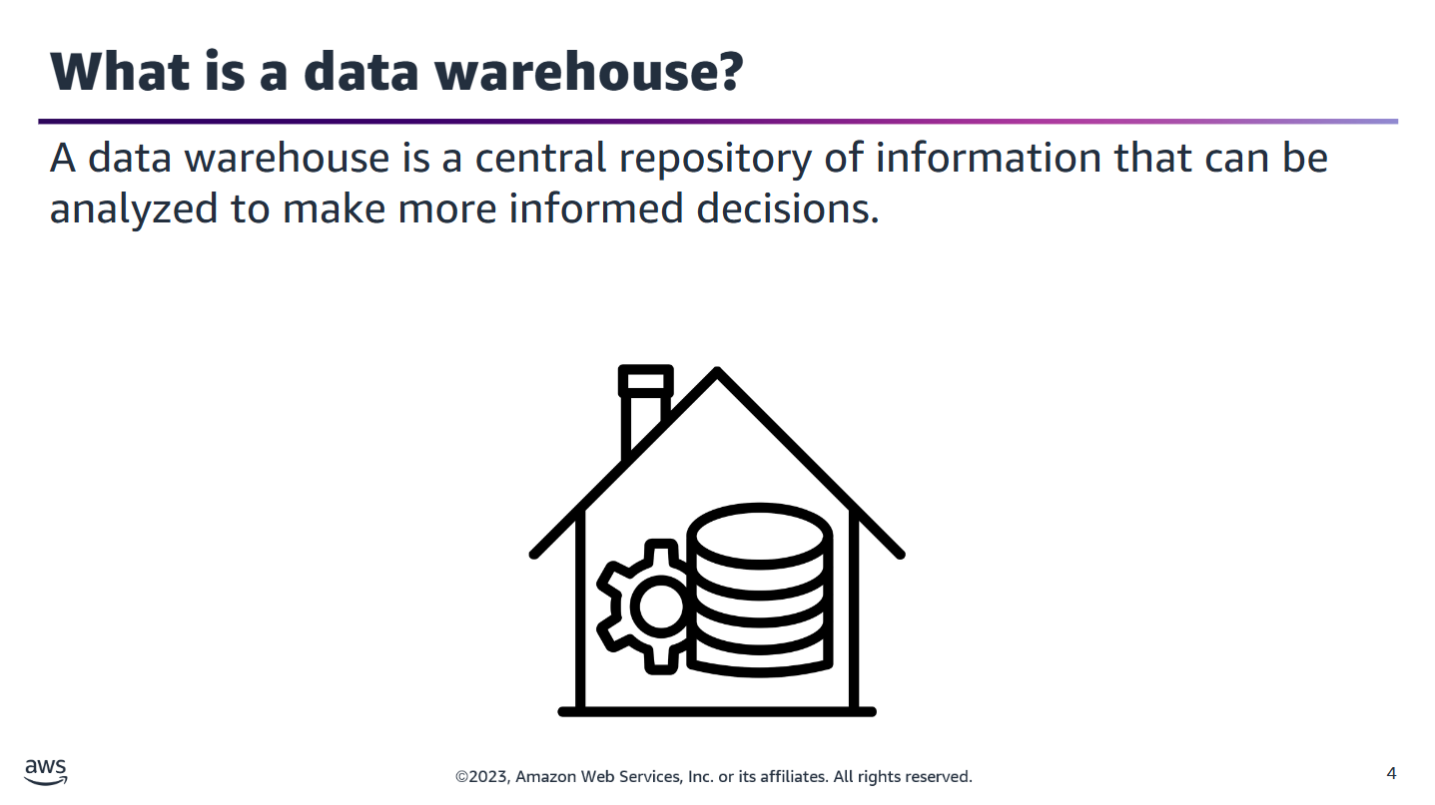 What is a data warehouse?
A data warehouse is a central repository of information that can be
analyzed to make more informed decisions.
aws
©2023, Amazon Web Services, Inc. or its affiliates. All rights reserved.
4